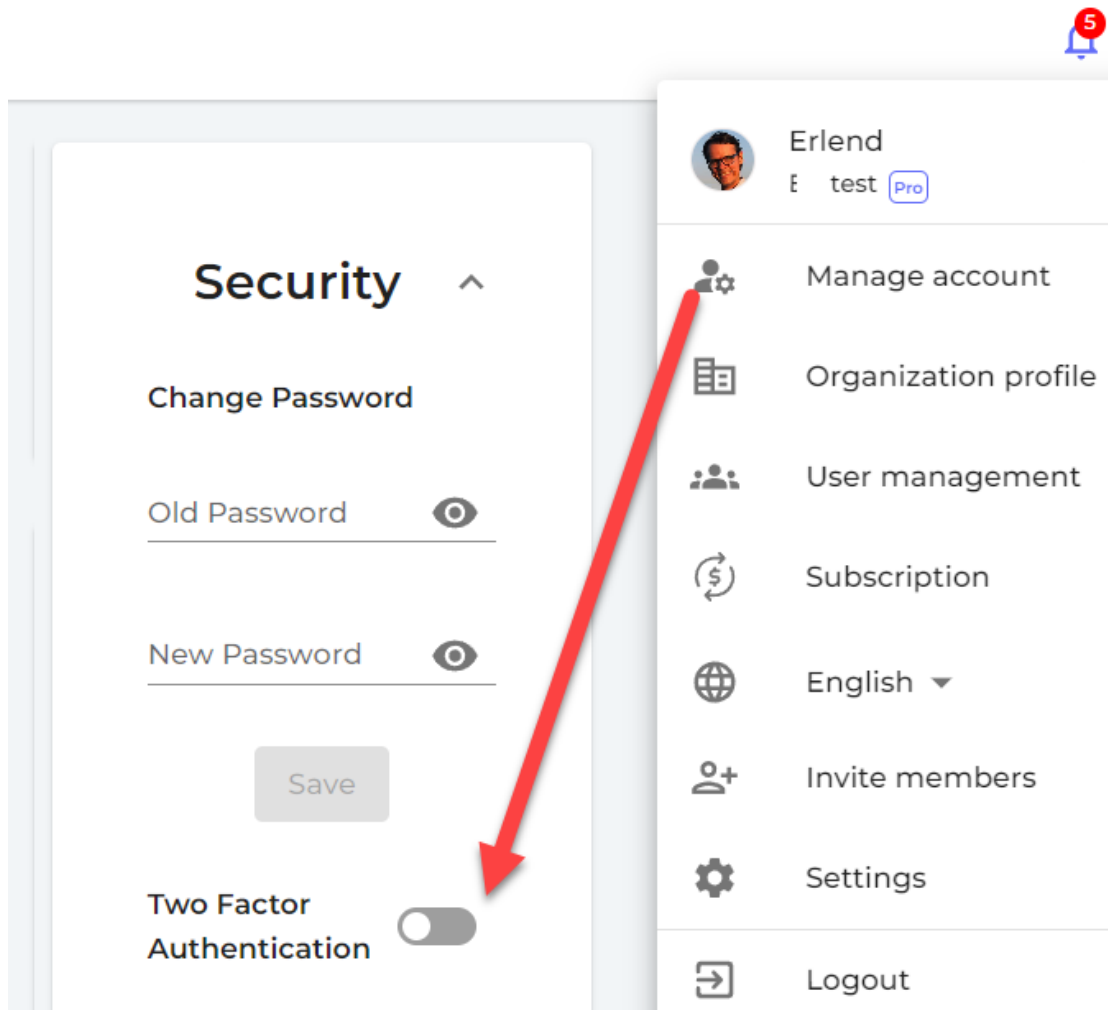 5
Erlend
E test Pro
Security
Change Password
Old Password
New Password
Save
Two Factor
Authentication
Manage account
Organization profile
User management
Subscription
English
Invite members
Settings
Logout